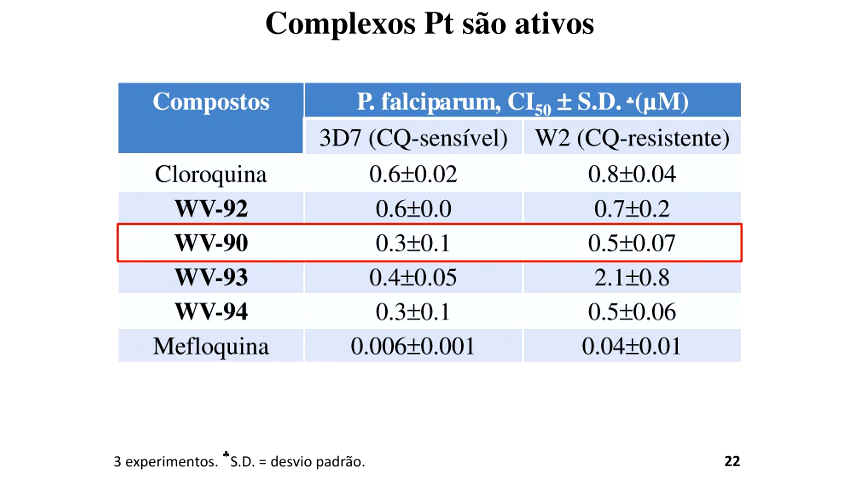 Complexos Pt são ativos
Compostos P. falciparum, CI50 ± S.D. ♣(µM)
3D7 (CQ-sensível) W2 (CQ-resistente)
Cloroquina 0.6±0.02 0.8±0.04
WV-92 0.6±0.0 0.7±0.2
WV-90 0.3±0.1 0.5±0.07
WV-93 0.4±0.05 2.1±0.8
WV-94 0.3±0.1 0.5±0.06
Mefloquina 0.006±0.001 0.04±0.01
3 experimentos. ♣S.D. = desvio padrão. 22